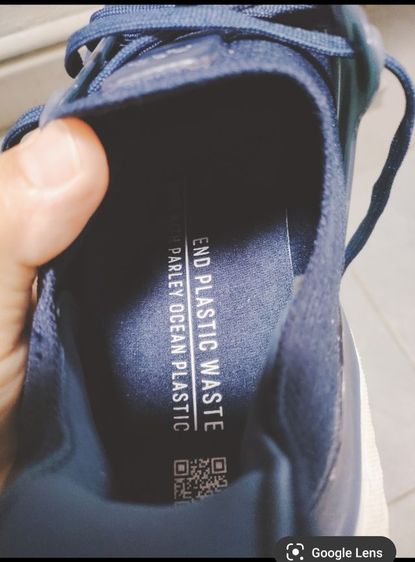 END PLASTIC WASTE
PARLEY OCEAN PLASTIC
Google Lens